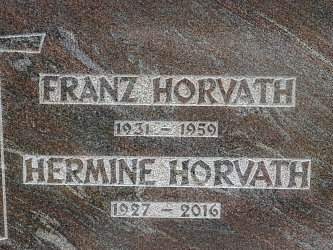 FRANZ HORVATH
1931 – 1959
HERMINE HORVATH
1927 – 2016